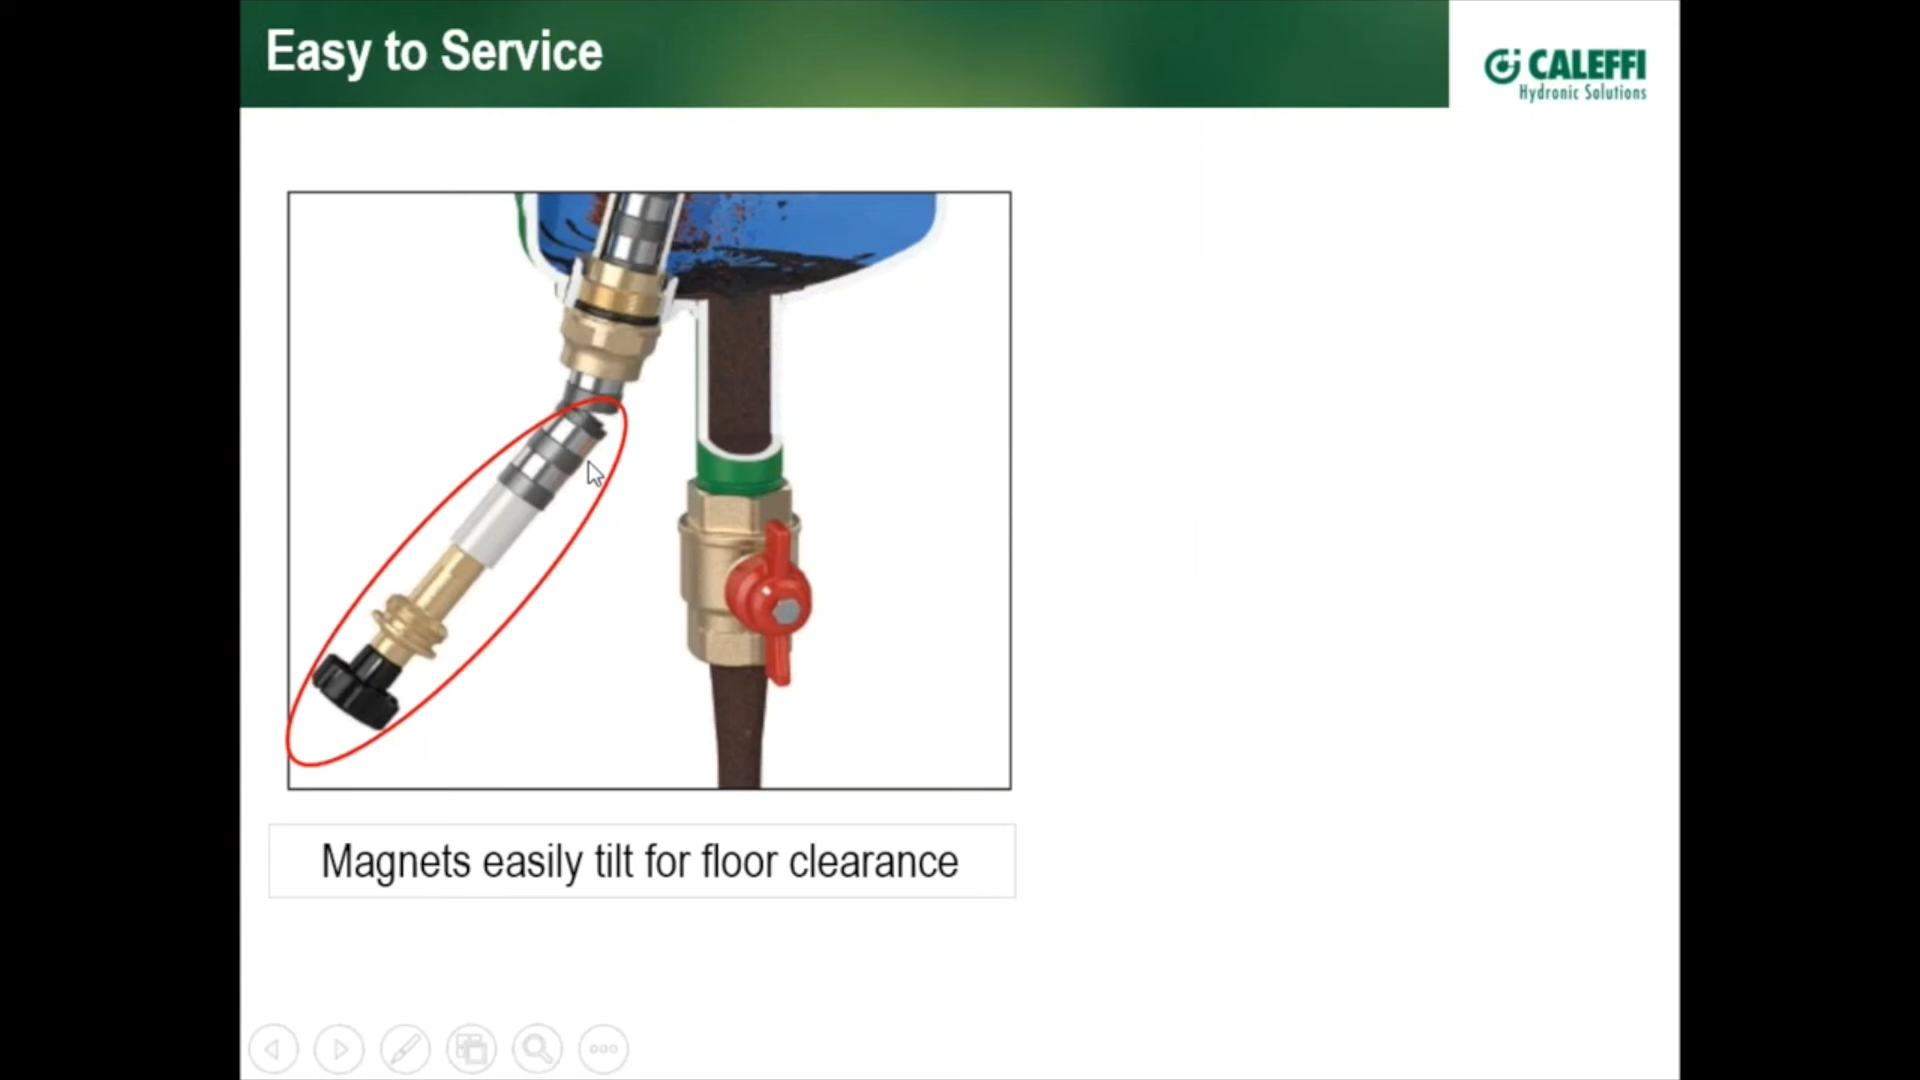 Easy to Service
CALEFFI
Hydronic Solutions
Magnets easily tilt for floor clearance